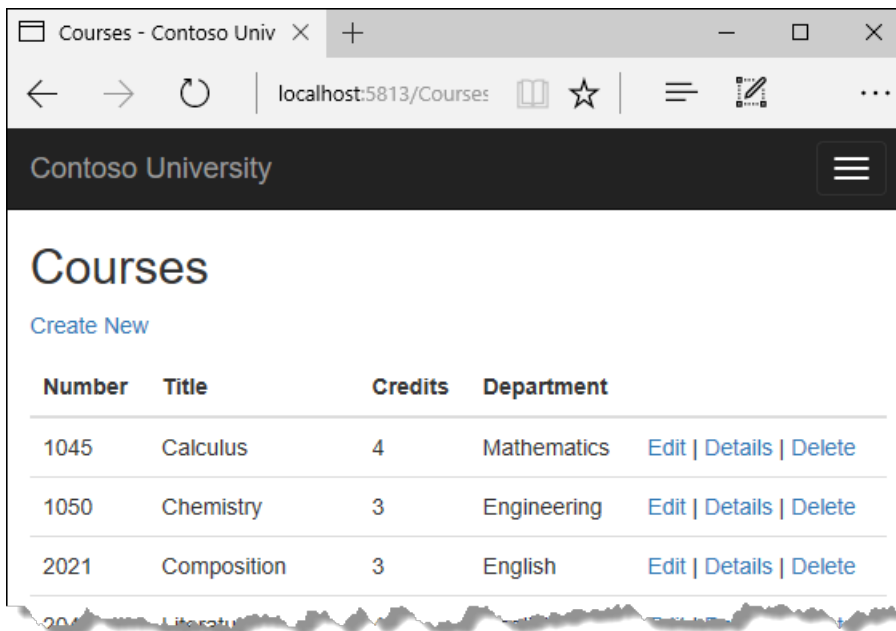 Courses - Contoso Univ
localhost:5813/Courses
Contoso University
Courses
Create New
Number Title Credits Department
1045 Calculus 4 Mathematics Edit | Details | Delete
1050 Chemistry 3 Engineering Edit | Details | Delete
2021 Composition 3 English Edit | Details | Delete